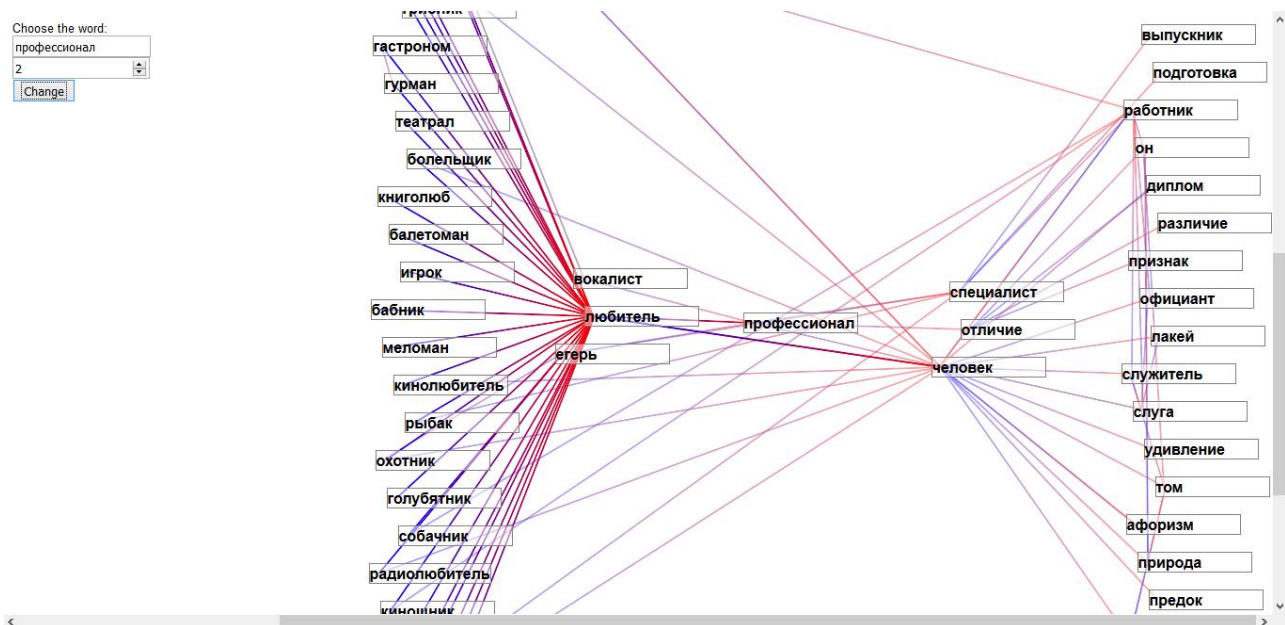 Choose the word:
профессионал
2
Change
грибник
гастроном
гурман
театрал
болельщик
книголюб
балетоман
игрок
бабник
меломан
кинолюбитель
рыбак
охотник
голубятник
собачник
радиолюбитель
киношник
вокалист
любитель
егерь
профессионал
специалист
отличие
человек
выпускник
подготовка
работник
он
диплом
различие
признак
официант
лакей
служитель
слуга
удивление
том
афоризм
природа
предок